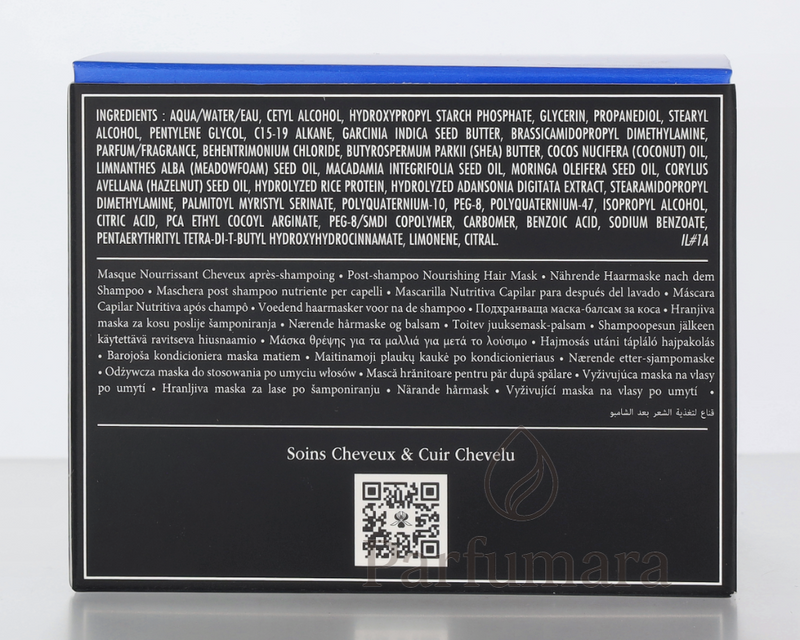 INGREDIENTS : AQUA/WATER/EAU, CETYL ALCOHOL, HYDROXYPROPYL STARCH PHOSPHATE, GLYCERIN, PROPANEDIOL, STEARYL
ALCOHOL, PENTYLENE GLYCOL, C15-19 ALKANE, GARCINIA INDICA SEED BUTTER, BRASSICAMIDOPROPYL DIMETHYLAMINE,
PARFUM/FRAGRANCE, BEHENTRIMONIUM CHLORIDE, BUTYROSPERMUM PARKII (SHEA) BUTTER, COCOS NUCIFERA (COCONUT) OIL,
LIMNANTHES ALBA (MEADOWFOAM) SEED OIL, MACADAMIA INTEGRIFOLIA SEED OIL, MORINGA OLEIFERA SEED OIL, CORYLUS
AVELLANA (HAZELNUT) SEED OIL, HYDROLYZED RICE PROTEIN, HYDROLYZED ADANSONIA DIGITATA EXTRACT, STEARAMIDOPROPYL
DIMETHYLAMINE, PALMITOYL MYRISTYL SERINATE, POLYQUATERNIUM-10, PEG-8, POLYQUATERNIUM-47, ISOPROPYL ALCOHOL,
CITRIC ACID, PCA ETHYL COCOYL ARGINATE, PEG-8/SMDI COPOLYMER, CARBOMER, BENZOIC ACID, SODIUM BENZOATE,
PENTAERYTHRITYL TETRA-DI-T-BUTYL HYDROXYHYDROCINNAMATE, LIMONENE, CITRAL. IL#1A
Masque Nourrissant Cheveux après-shampoing • Post-shampoo Nourishing Hair Mask • Nährende Haarmaske nach dem
Shampoo • Maschera post shampoo nutriente per capelli • Mascarilla Nutritiva Capilar para después del lavado • Máscara
Capilar Nutritiva após champô • Voedend haarmasker voor na de shampoo • Подхранваща маска-балсам за коса • Hranjiva
maska za kosu poslije šamponiranja • Nærende hårmaske og balsam • Toitev juuksemask-palsam • Shampoopesun jälkeen
käytettävä ravitseva hiusnaamio • Μάσκα θρέψης για τα μαλλιά για μετά το λούσιμο • Hajmosás utáni tápláló hajpakolás
• Barojoša kondicioniera maska matiem • Maitinamoji plaukų kaukė po kondicionieriaus • Nærende etter-sjampomaske
• Odżywcza maska do stosowania po umyciu włosów • Mască hrănitoare pentru păr după spălare • Vyživujúca maska na vlasy
po umytí • Hranljiva maska za lase po šamponiranju • Närande hårmask • Vyživující maska na vlasy po umytí •
قناع لتغذية الشعر بعد الشامبو
Soins Cheveux & Cuir Chevelu
Parfumara